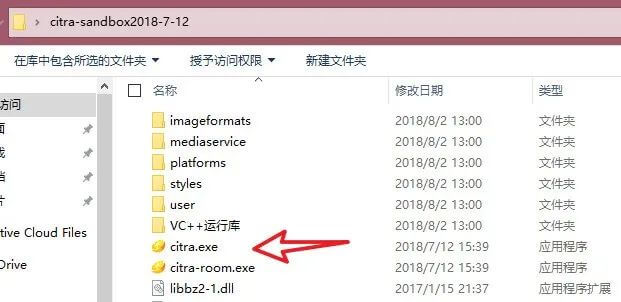 citra-sandbox2018-7-12
在库中包含所选的文件夹 授予访问权限 新建文件夹
名称 修改日期 类型
访问
imageformats 2018/8/2 13:00 文件夹
mediaservice 2018/8/2 13:00 文件夹
platforms 2018/8/2 13:00 文件夹
styles 2018/8/2 13:00 文件夹
user 2018/8/2 13:00 文件夹
VC++运行库 2018/8/2 13:00 文件夹
tive Cloud Files
citra.exe 2018/7/12 15:39 应用程序
Drive
citra-room.exe 2018/7/12 15:39 应用程序
libbz2-1.dll 2017/1/15 21:37 应用程序扩展